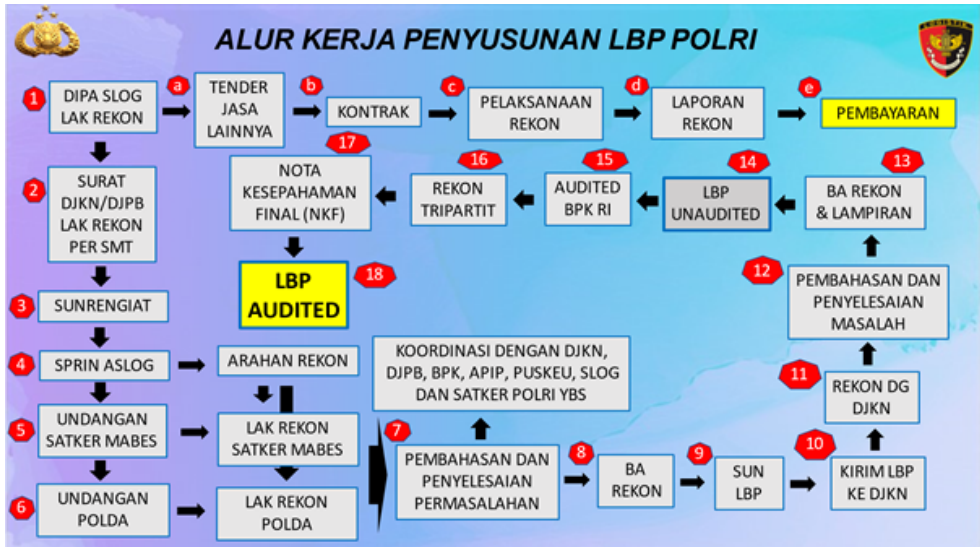 ALUR KERJA PENYUSUNAN LBP POLRI
1
DIPA SLOG
LAK REKON
a
TENDER
JASA
LAINNYA
b
KONTRAK
c
PELAKSANAAN
REKON
d
LAPORAN
REKON
e
PEMBAYARAN
2
SURAT
DJKN/DJPB
LAK REKON
PER SMT
3
SUNRENGIAT
4
SPRIN ASLOG
ARAHAN REKON
5
UNDANGAN
SATKER MABES
LAK REKON
SATKER MABES
6
UNDANGAN
POLDA
LAK REKON
POLDA
7
PEMBAHASAN DAN
PENYELESAIAN
PERMASALAHAN
KOORDINASI DENGAN DJKN,
DJPB, BPK, APIP, PUSKEU, SLOG
DAN SATKER POLRI YBS
8
BA
REKON
9
SUN
LBP
10
KIRIM LBP
KE DJKN
11
REKON DG
DJKN
12
PEMBAHASAN DAN
PENYELESAIAN
MASALAH
13
BA REKON
& LAMPIRAN
14
LBP
UNAUDITED
15
AUDITED
BPK RI
16
REKON
TRIPARTIT
17
NOTA
KESEPAHAMAN
FINAL (NKF)
18
LBP
AUDITED